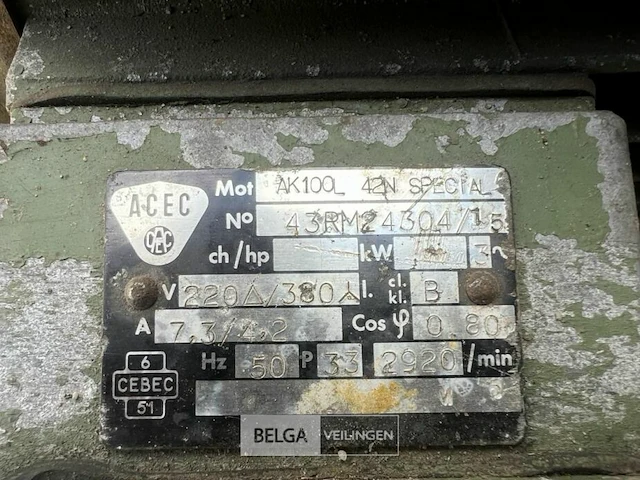 ACEC
Mot AK100L 42N SPECIAL
No 43RM24304/15
ch/hp kW 3~
V 220Δ/380⅄ I. cl. kl. B
A 7,3/4,2 Cos φ 0.80
Hz 50 P 33 2920 /min
6
CEBEC
51
BELGA VEILINGEN